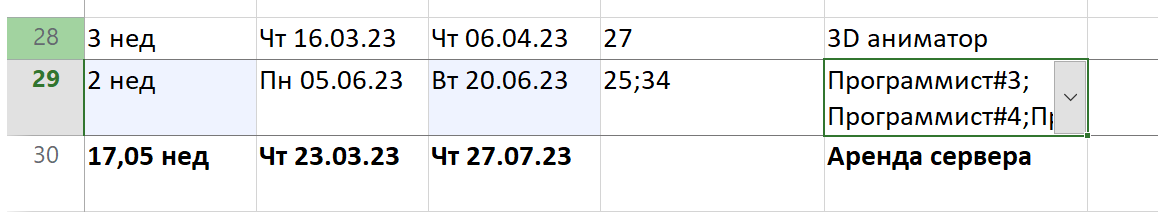 28 3 нед Чт 16.03.23 Чт 06.04.23 27 3D аниматор
29 2 нед Пн 05.06.23 Вт 20.06.23 25;34 Программист#3;
Программист#4;Пр
30 17,05 нед Чт 23.03.23 Чт 27.07.23 Аренда сервера